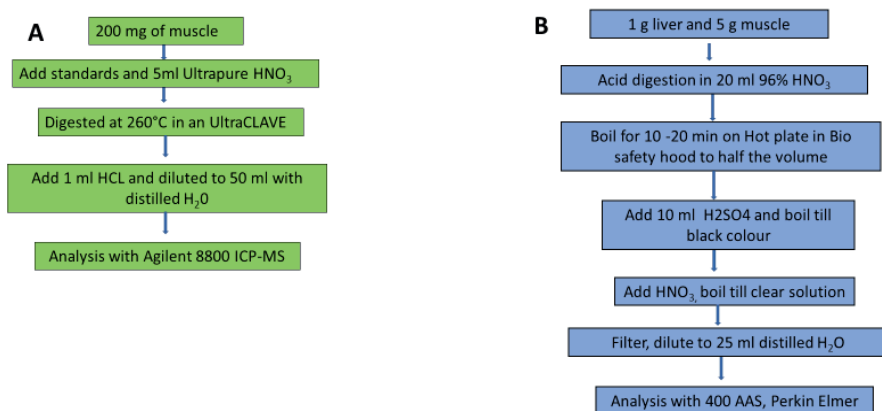 A
200 mg of muscle
Add standards and 5ml Ultrapure HNO₃
Digested at 260°C in an UltraCLAVE
Add 1 ml HCL and diluted to 50 ml with
distilled H₂0
Analysis with Agilent 8800 ICP-MS
B
1 g liver and 5 g muscle
Acid digestion in 20 ml 96% HNO₃
Boil for 10 -20 min on Hot plate in Bio
safety hood to half the volume
Add 10 ml H2SO4 and boil till
black colour
Add HNO₃, boil till clear solution
Filter, dilute to 25 ml distilled H₂O
Analysis with 400 AAS, Perkin Elmer